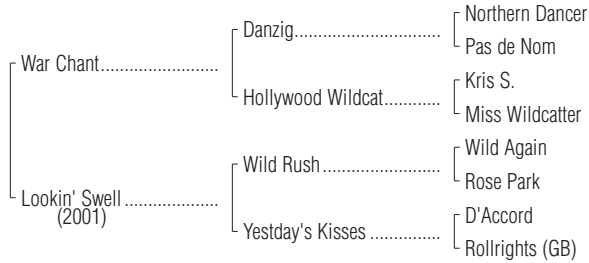 Northern Dancer
Danzig..............................
Pas de Nom
War Chant........................
Kris S.
Hollywood Wildcat............
Miss Wildcatter
Wild Again
Wild Rush.........................
Rose Park
Lookin' Swell ....................
(2001)
D'Accord
Yestday's Kisses ...............
Rollrights (GB)